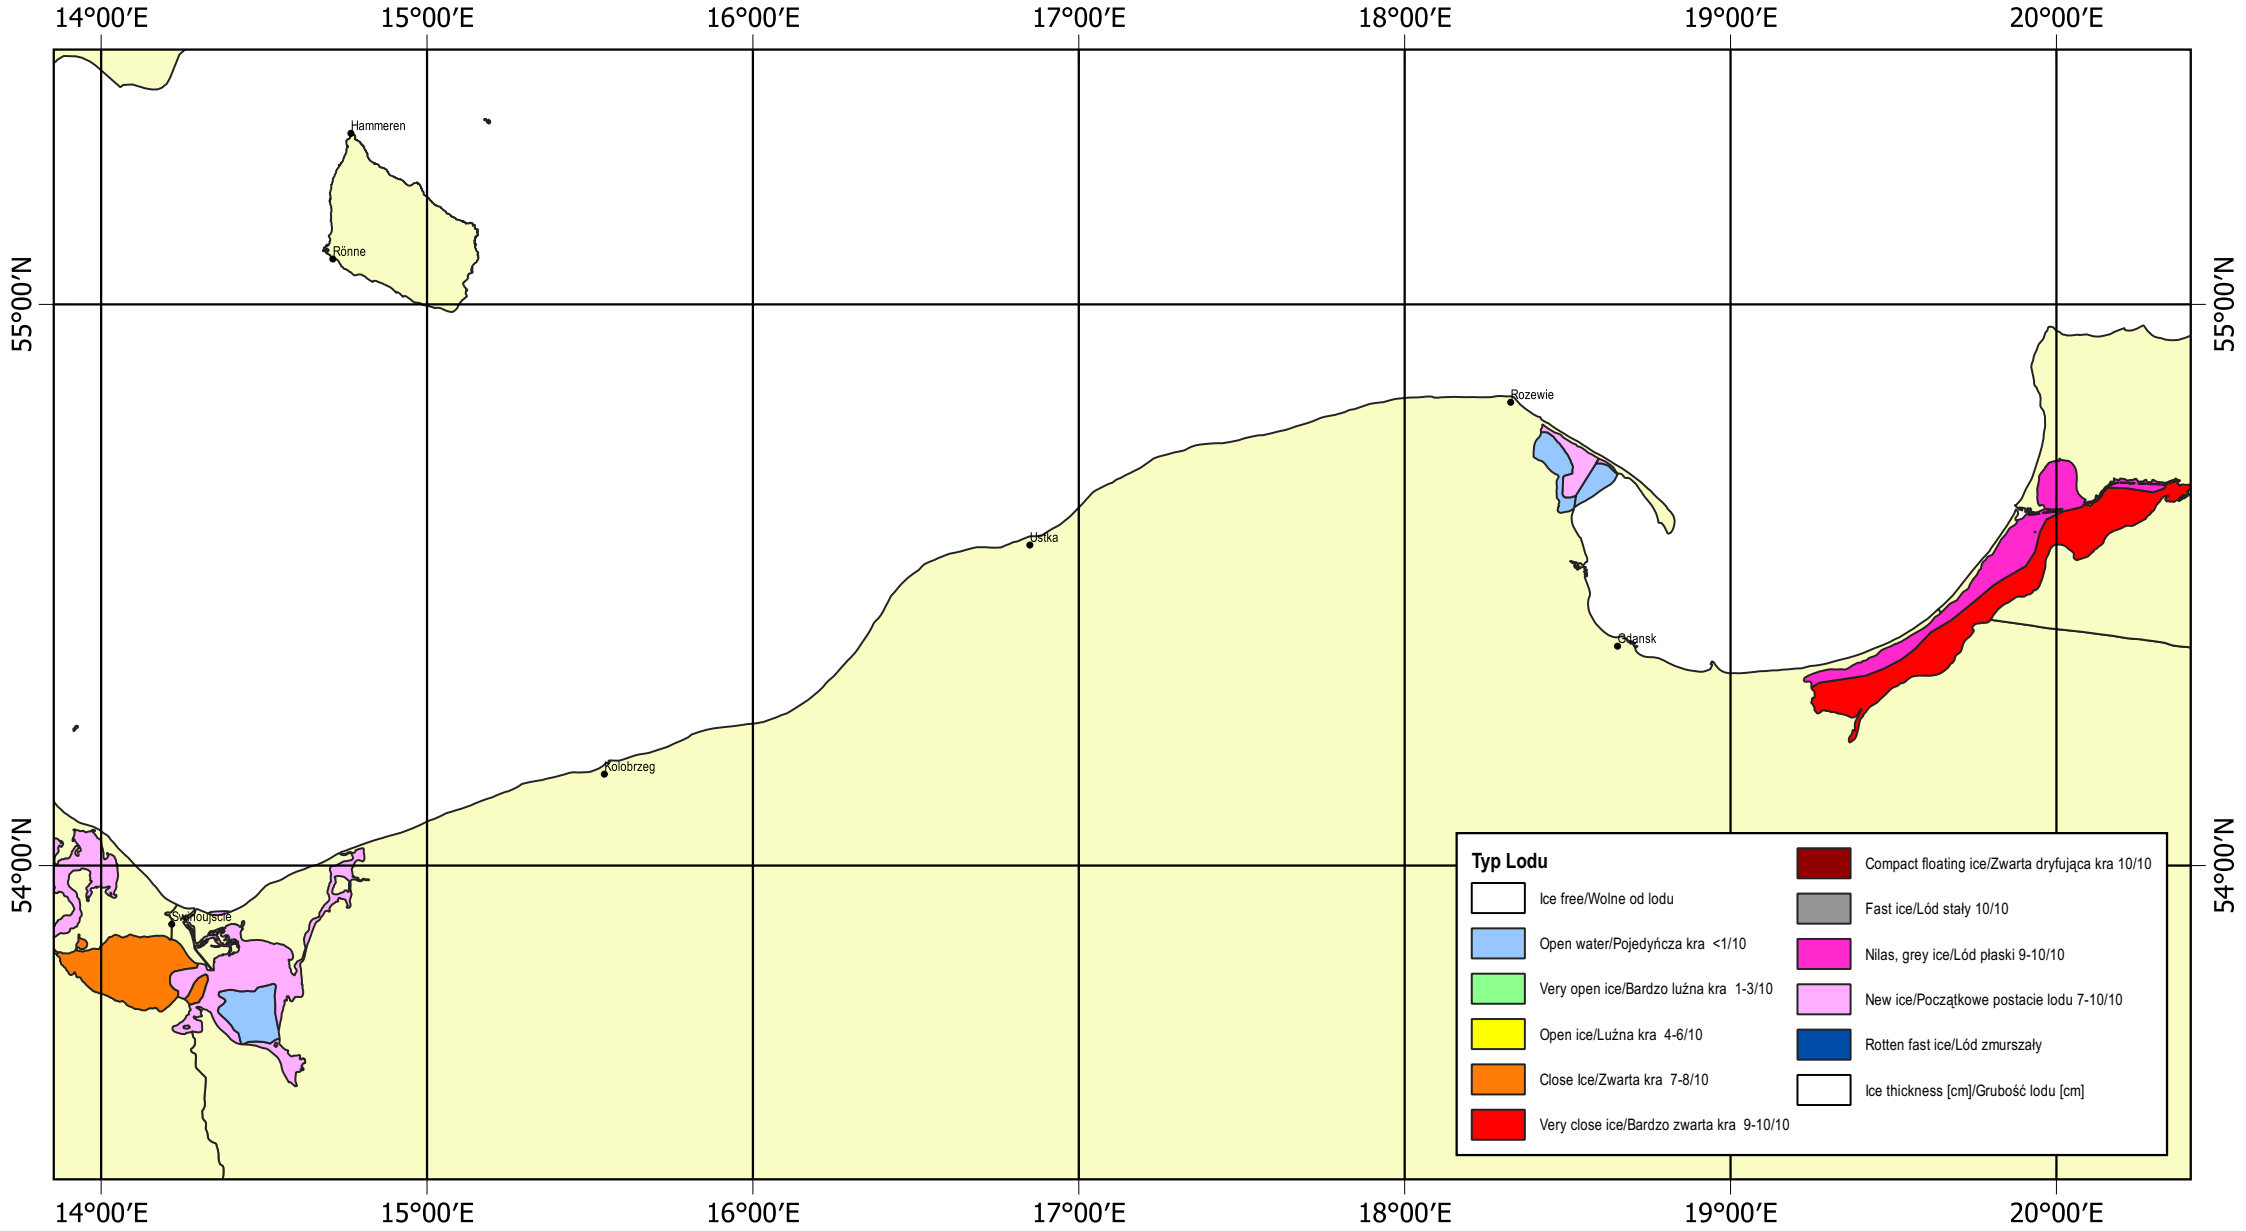 14°00′E 15°00′E 16°00′E 17°00′E 18°00′E 19°00′E 20°00′E
Hammeren
Rönne
55°00′N 55°00′N
Rozewie
Ustka
Gdansk
Kolobrzeg
54°00′N 54°00′N
Swinoujscie
Typ Lodu
Ice free/Wolne od lodu
Open water/Pojedyńcza kra <1/10
Very open ice/Bardzo luźna kra 1-3/10
Open ice/Luźna kra 4-6/10
Close Ice/Zwarta kra 7-8/10
Very close ice/Bardzo zwarta kra 9-10/10
Compact floating ice/Zwarta dryfująca kra 10/10
Fast ice/Lód stały 10/10
Nilas, grey ice/Lód płaski 9-10/10
New ice/Początkowe postacie lodu 7-10/10
Rotten fast ice/Lód zmurszały
Ice thickness [cm]/Grubość lodu [cm]
14°00′E 15°00′E 16°00′E 17°00′E 18°00′E 19°00′E 20°00′E